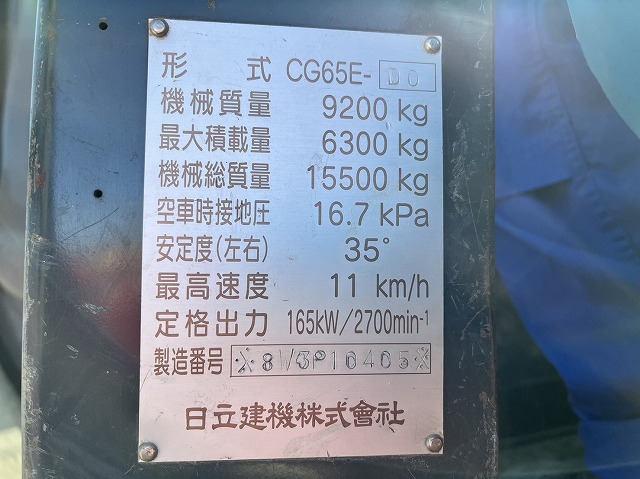 形 式 CG65E-DO
機械質量 9200 kg
最大積載量 6300 kg
機械総質量 15500 kg
空車時接地圧 16.7 kPa
安定度(左右) 35°
最高速度 11 km/h
定格出力 165kW/2700min⁻¹
製造番号
日立建機株式會社